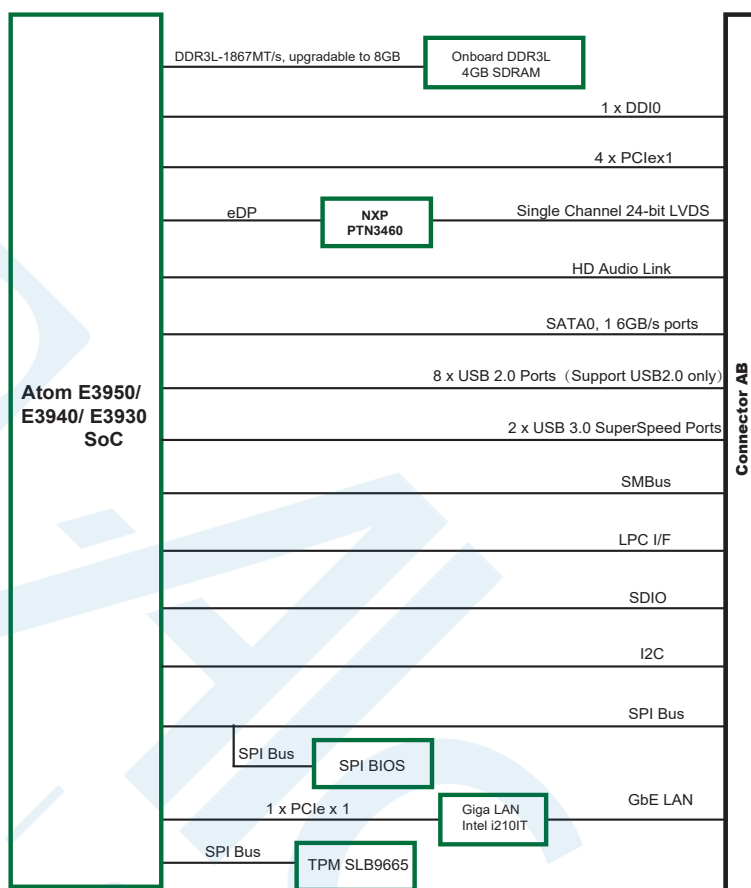 DDR3L-1867MT/s, upgradable to 8GB
Onboard DDR3L
4GB SDRAM
1 x DDI0
4 x PCIex1
eDP
NXP
PTN3460
Single Channel 24-bit LVDS
HD Audio Link
SATA0, 1 6GB/s ports
Atom E3950/
E3940/ E3930
SoC
8 x USB 2.0 Ports（Support USB2.0 only）
2 x USB 3.0 SuperSpeed Ports
Connector AB
SMBus
LPC I/F
SDIO
I2C
SPI Bus
SPI Bus
SPI BIOS
1 x PCIe x 1
Giga LAN
Intel i210IT
GbE LAN
SPI Bus
TPM SLB9665